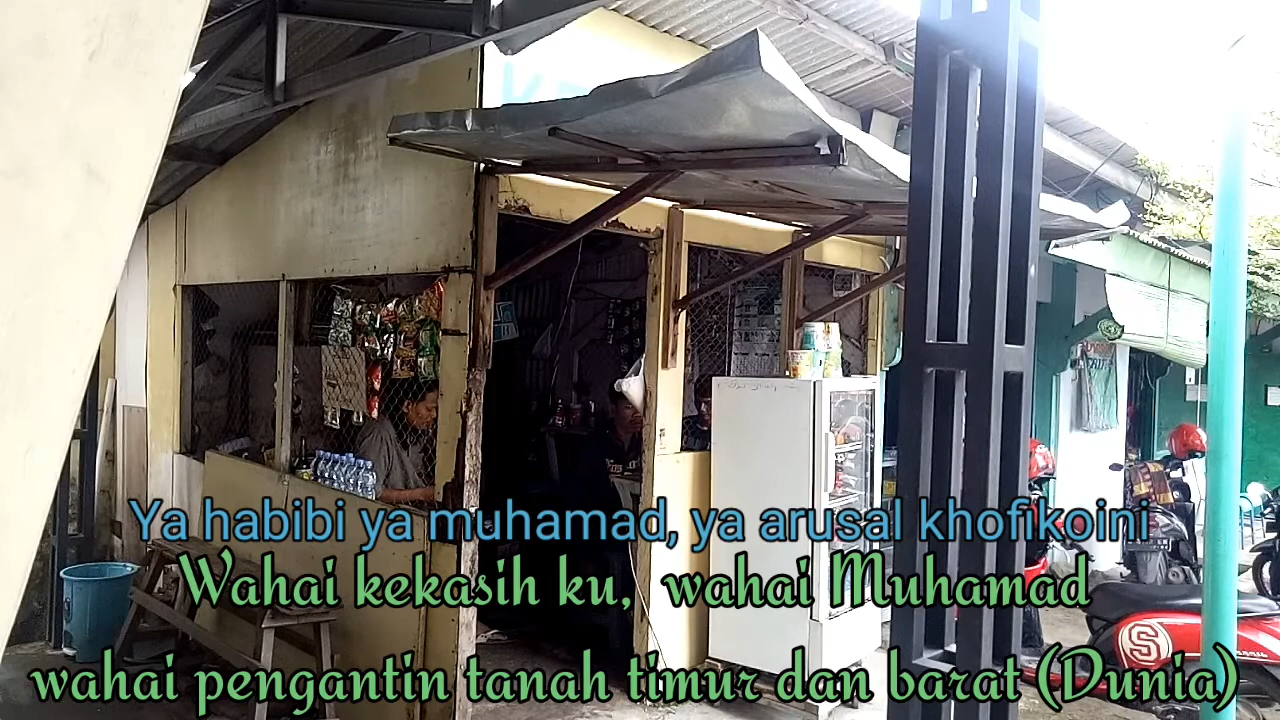 Ya habibi ya muhamad, ya arusal khofikoini
Wahai kekasih ku, wahai Muhamad
wahai pengantin tanah timur dan barat (Dunia)